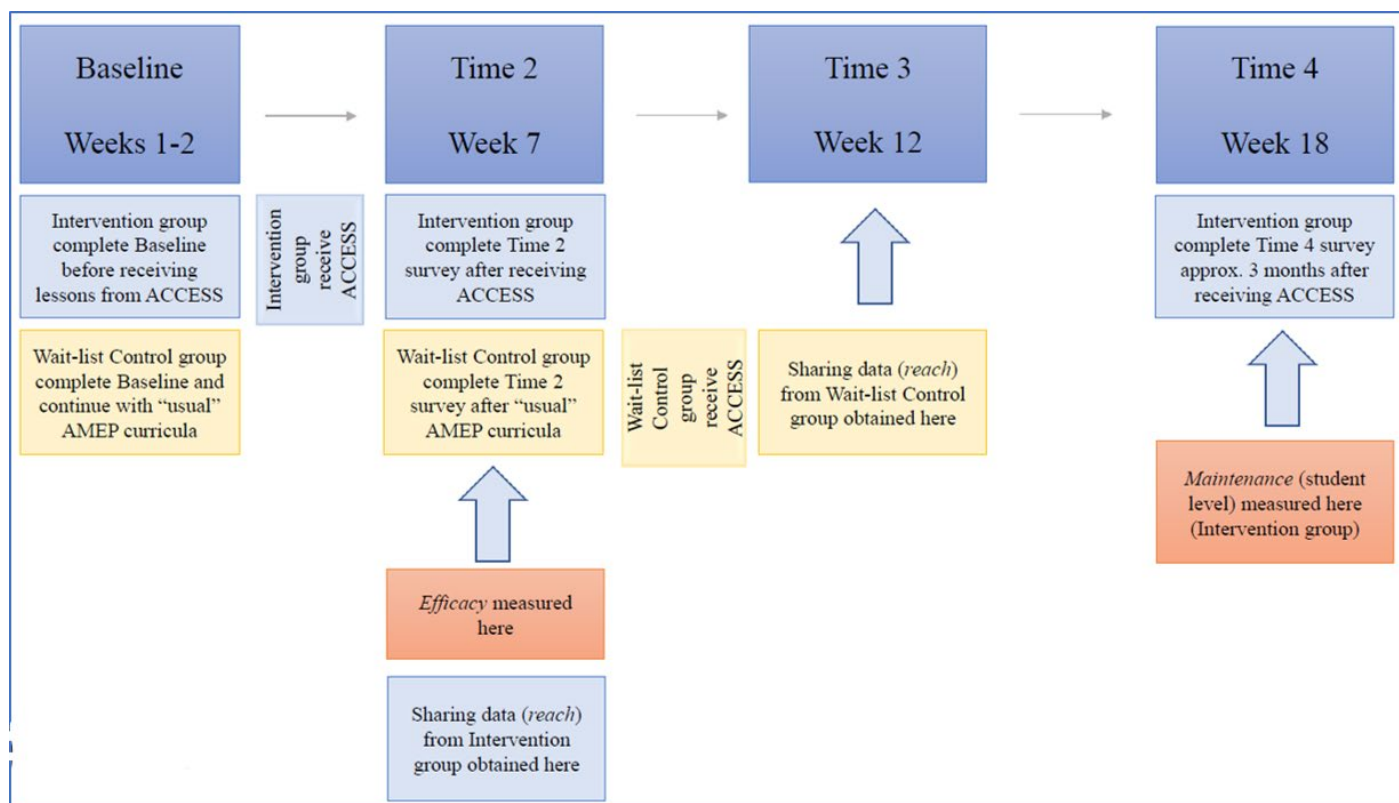 Baseline
Weeks 1-2
Time 2
Week 7
Time 3
Week 12
Time 4
Week 18
Intervention group
complete Baseline
before receiving
lessons from ACCESS
Intervention
group
receive
ACCESS
Intervention group
complete Time 2
survey after receiving
ACCESS
Intervention group
complete Time 4 survey
approx. 3 months after
receiving ACCESS
Wait-list Control group
complete Baseline and
continue with “usual”
AMEP curricula
Wait-list Control group
complete Time 2
survey after “usual”
AMEP curricula
Wait-list
Control
group
receive
ACCESS
Sharing data (reach)
from Wait-list Control
group obtained here
Maintenance (student
level) measured here
(Intervention group)
Efficacy measured
here
Sharing data (reach)
from Intervention
group obtained here